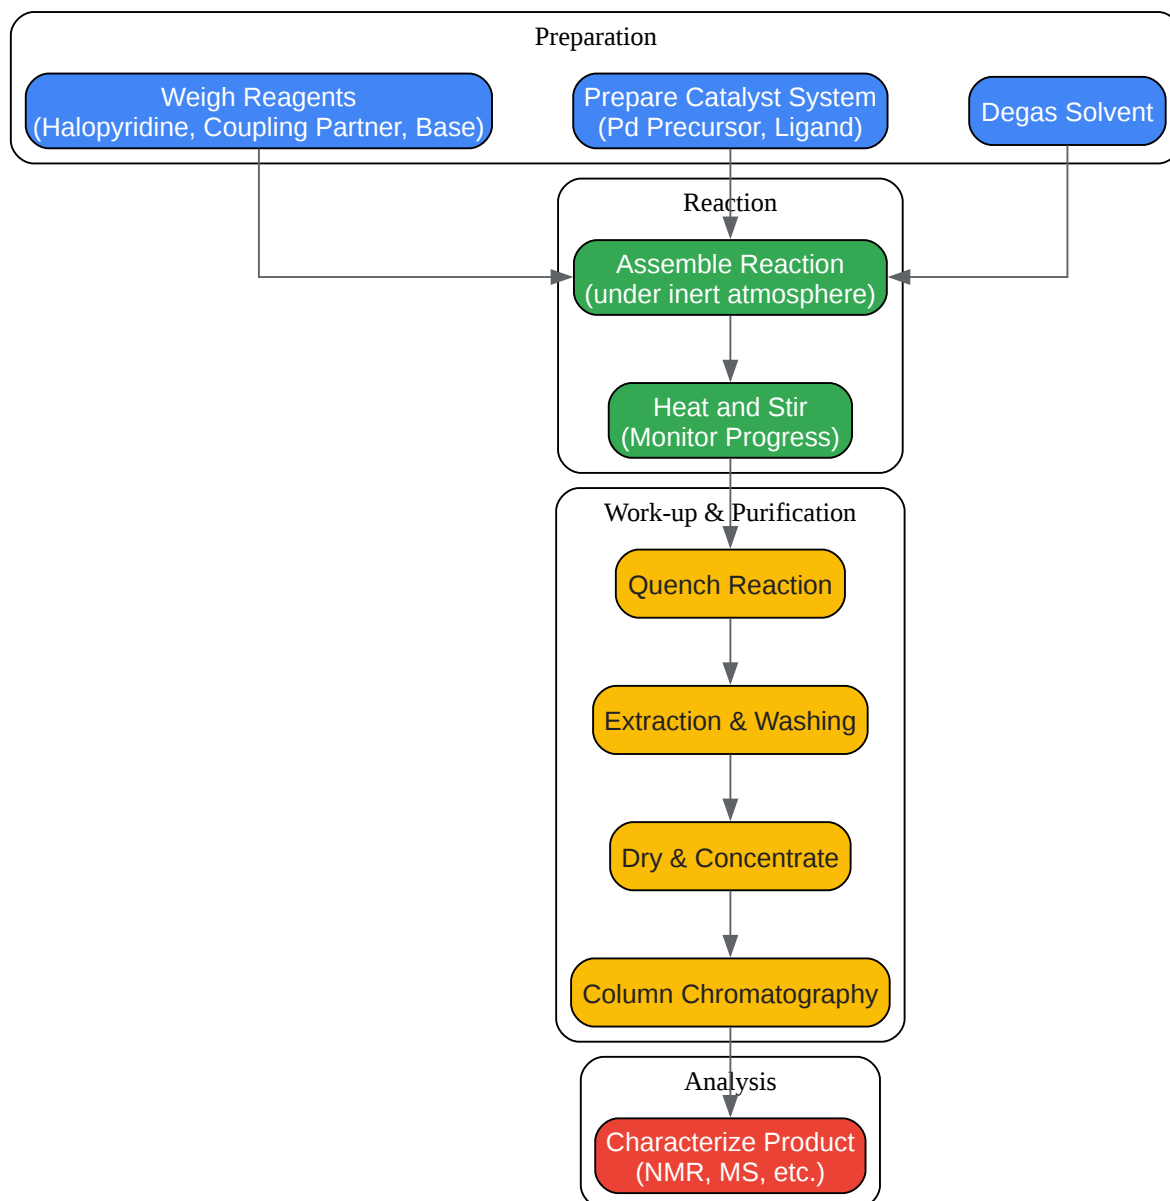 Preparation
Weigh Reagents
(Halopyridine, Coupling Partner, Base)
Prepare Catalyst System
(Pd Precursor, Ligand)
Degas Solvent
Reaction
Assemble Reaction
(under inert atmosphere)
Heat and Stir
(Monitor Progress)
Work-up & Purification
Quench Reaction
Extraction & Washing
Dry & Concentrate
Column Chromatography
Analysis
Characterize Product
(NMR, MS, etc.)